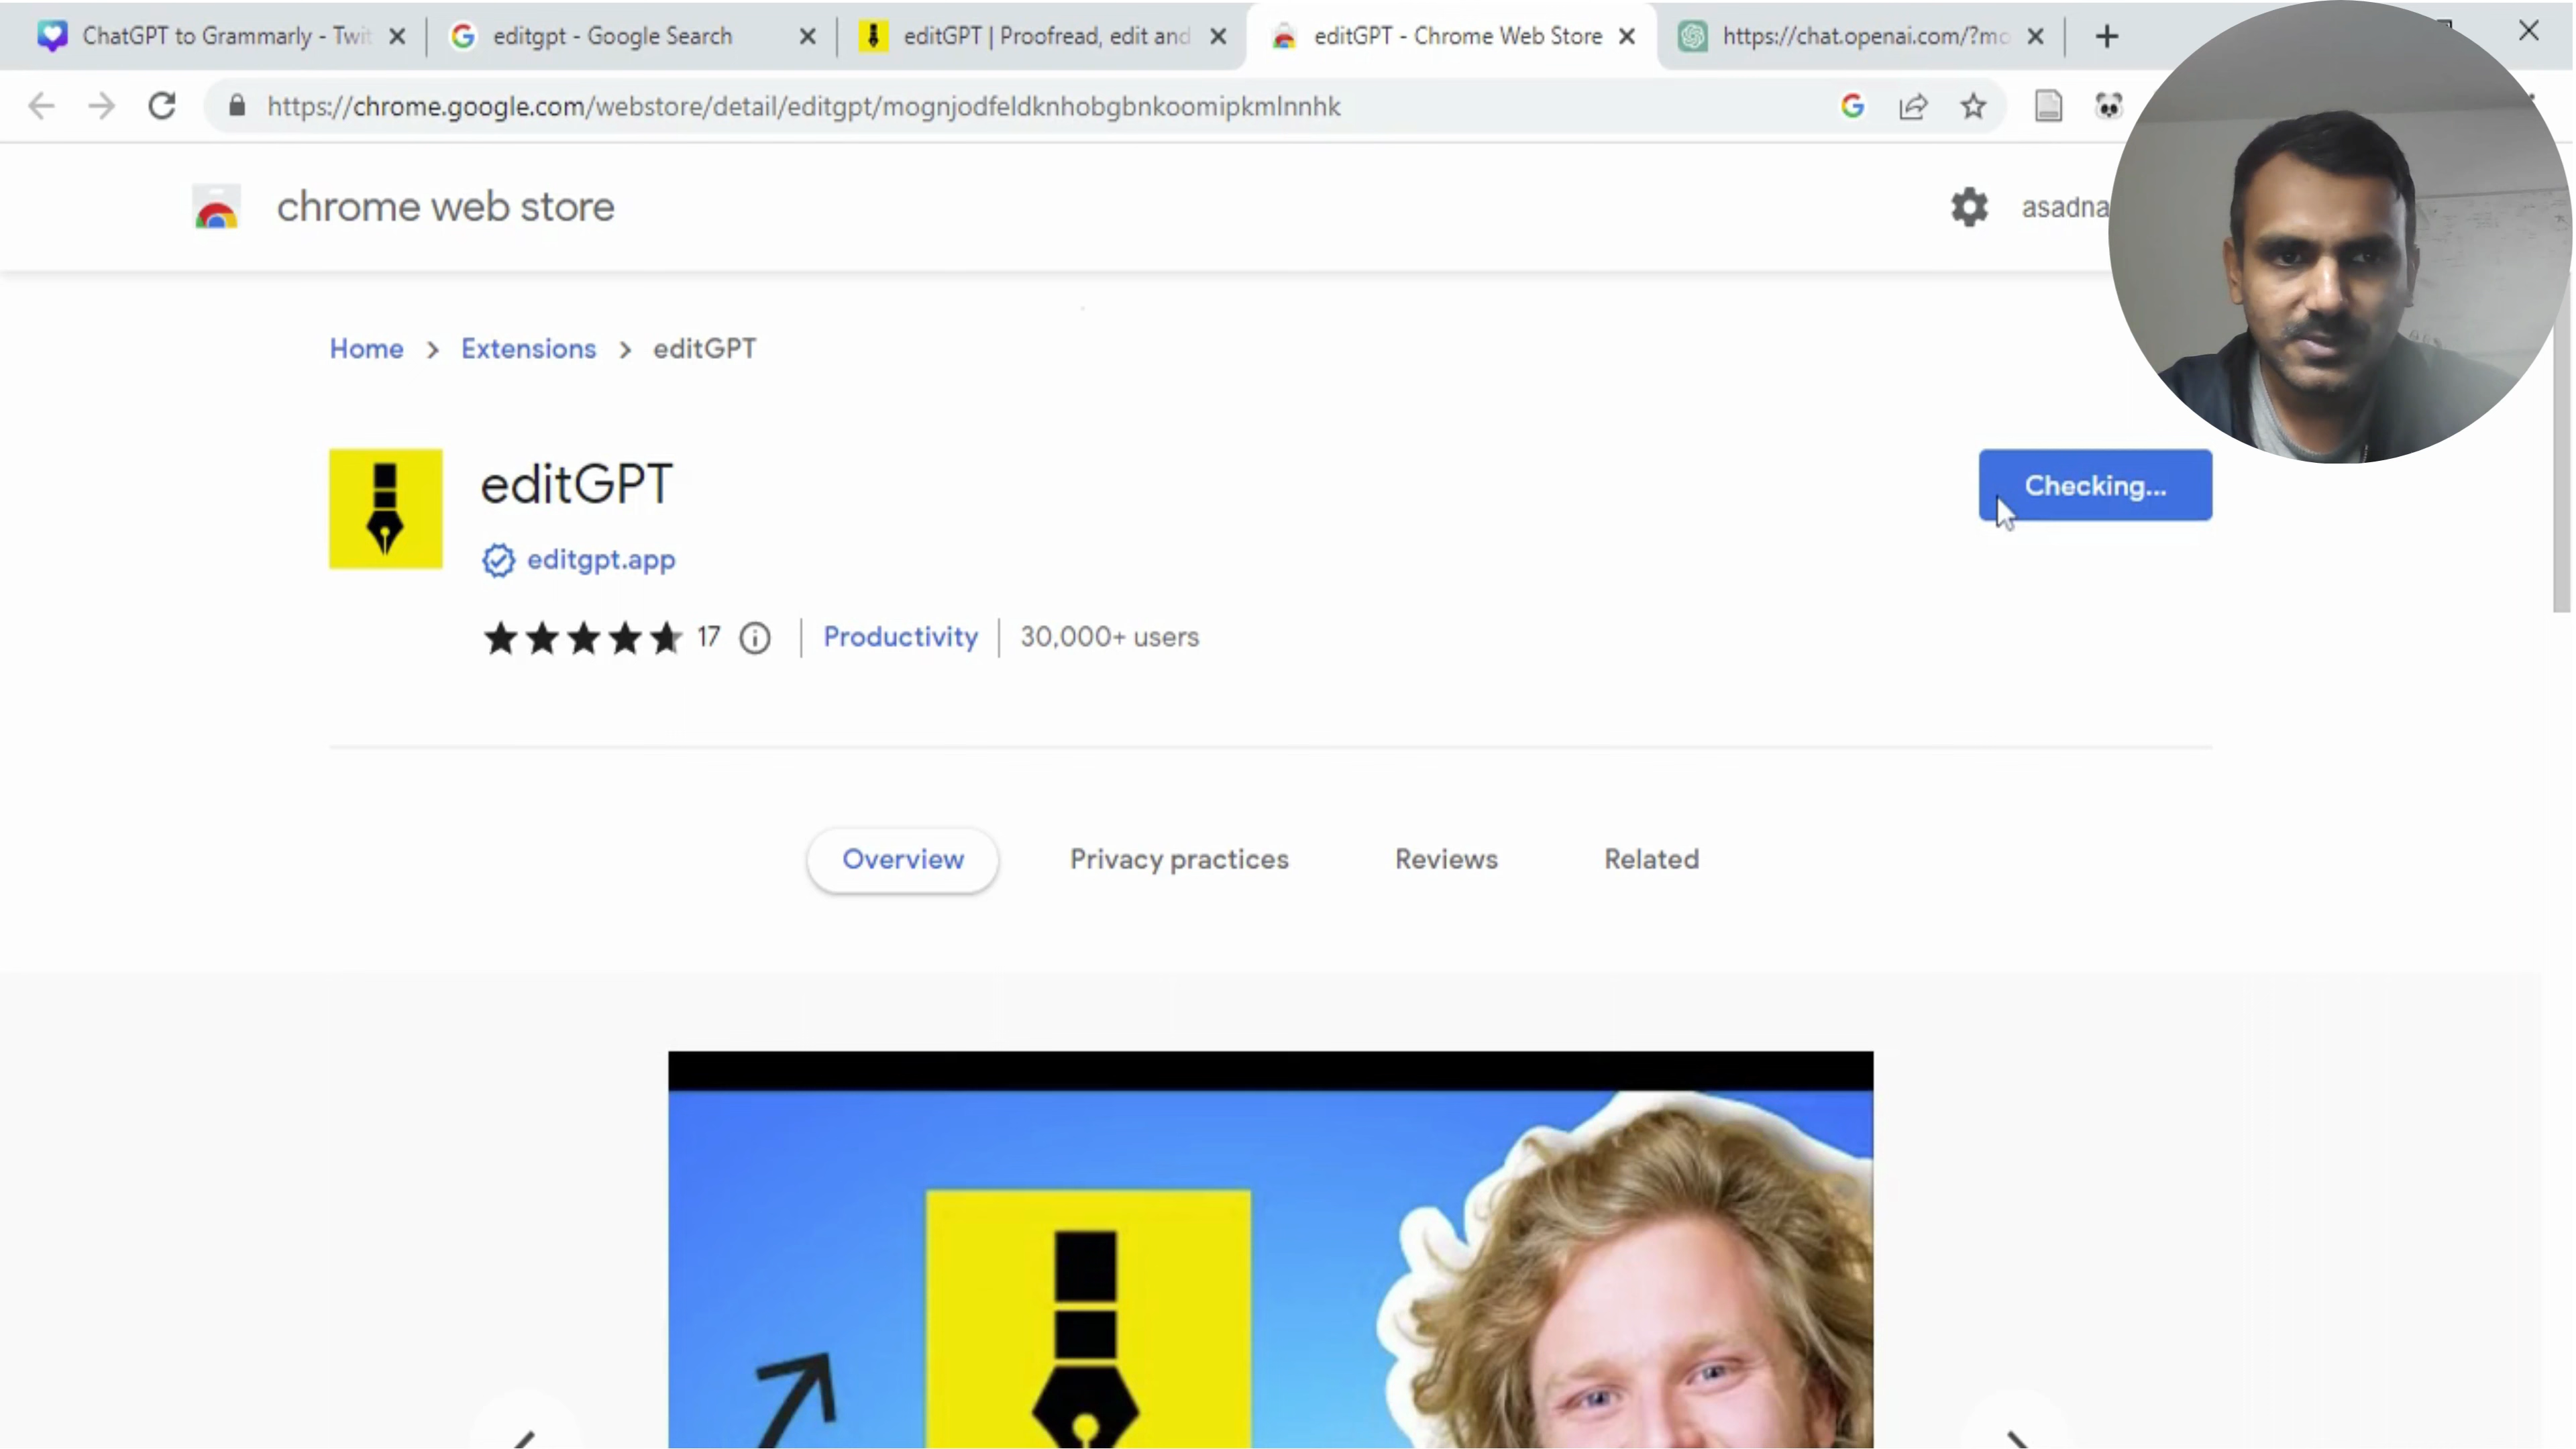 ChatGPT to Grammarly - Twit
editgpt - Google Search
editGPT | Proofread, edit and
editGPT - Chrome Web Store
https://chat.openai.com/?mo
https://chrome.google.com/webstore/detail/editgpt/mognjodfeldknhobgbnkoomipkmlnnhk
chrome web store
asadna
Home > Extensions > editGPT
editGPT
Checking...
editgpt.app
17 | Productivity | 30,000+ users
Overview
Privacy practices
Reviews
Related